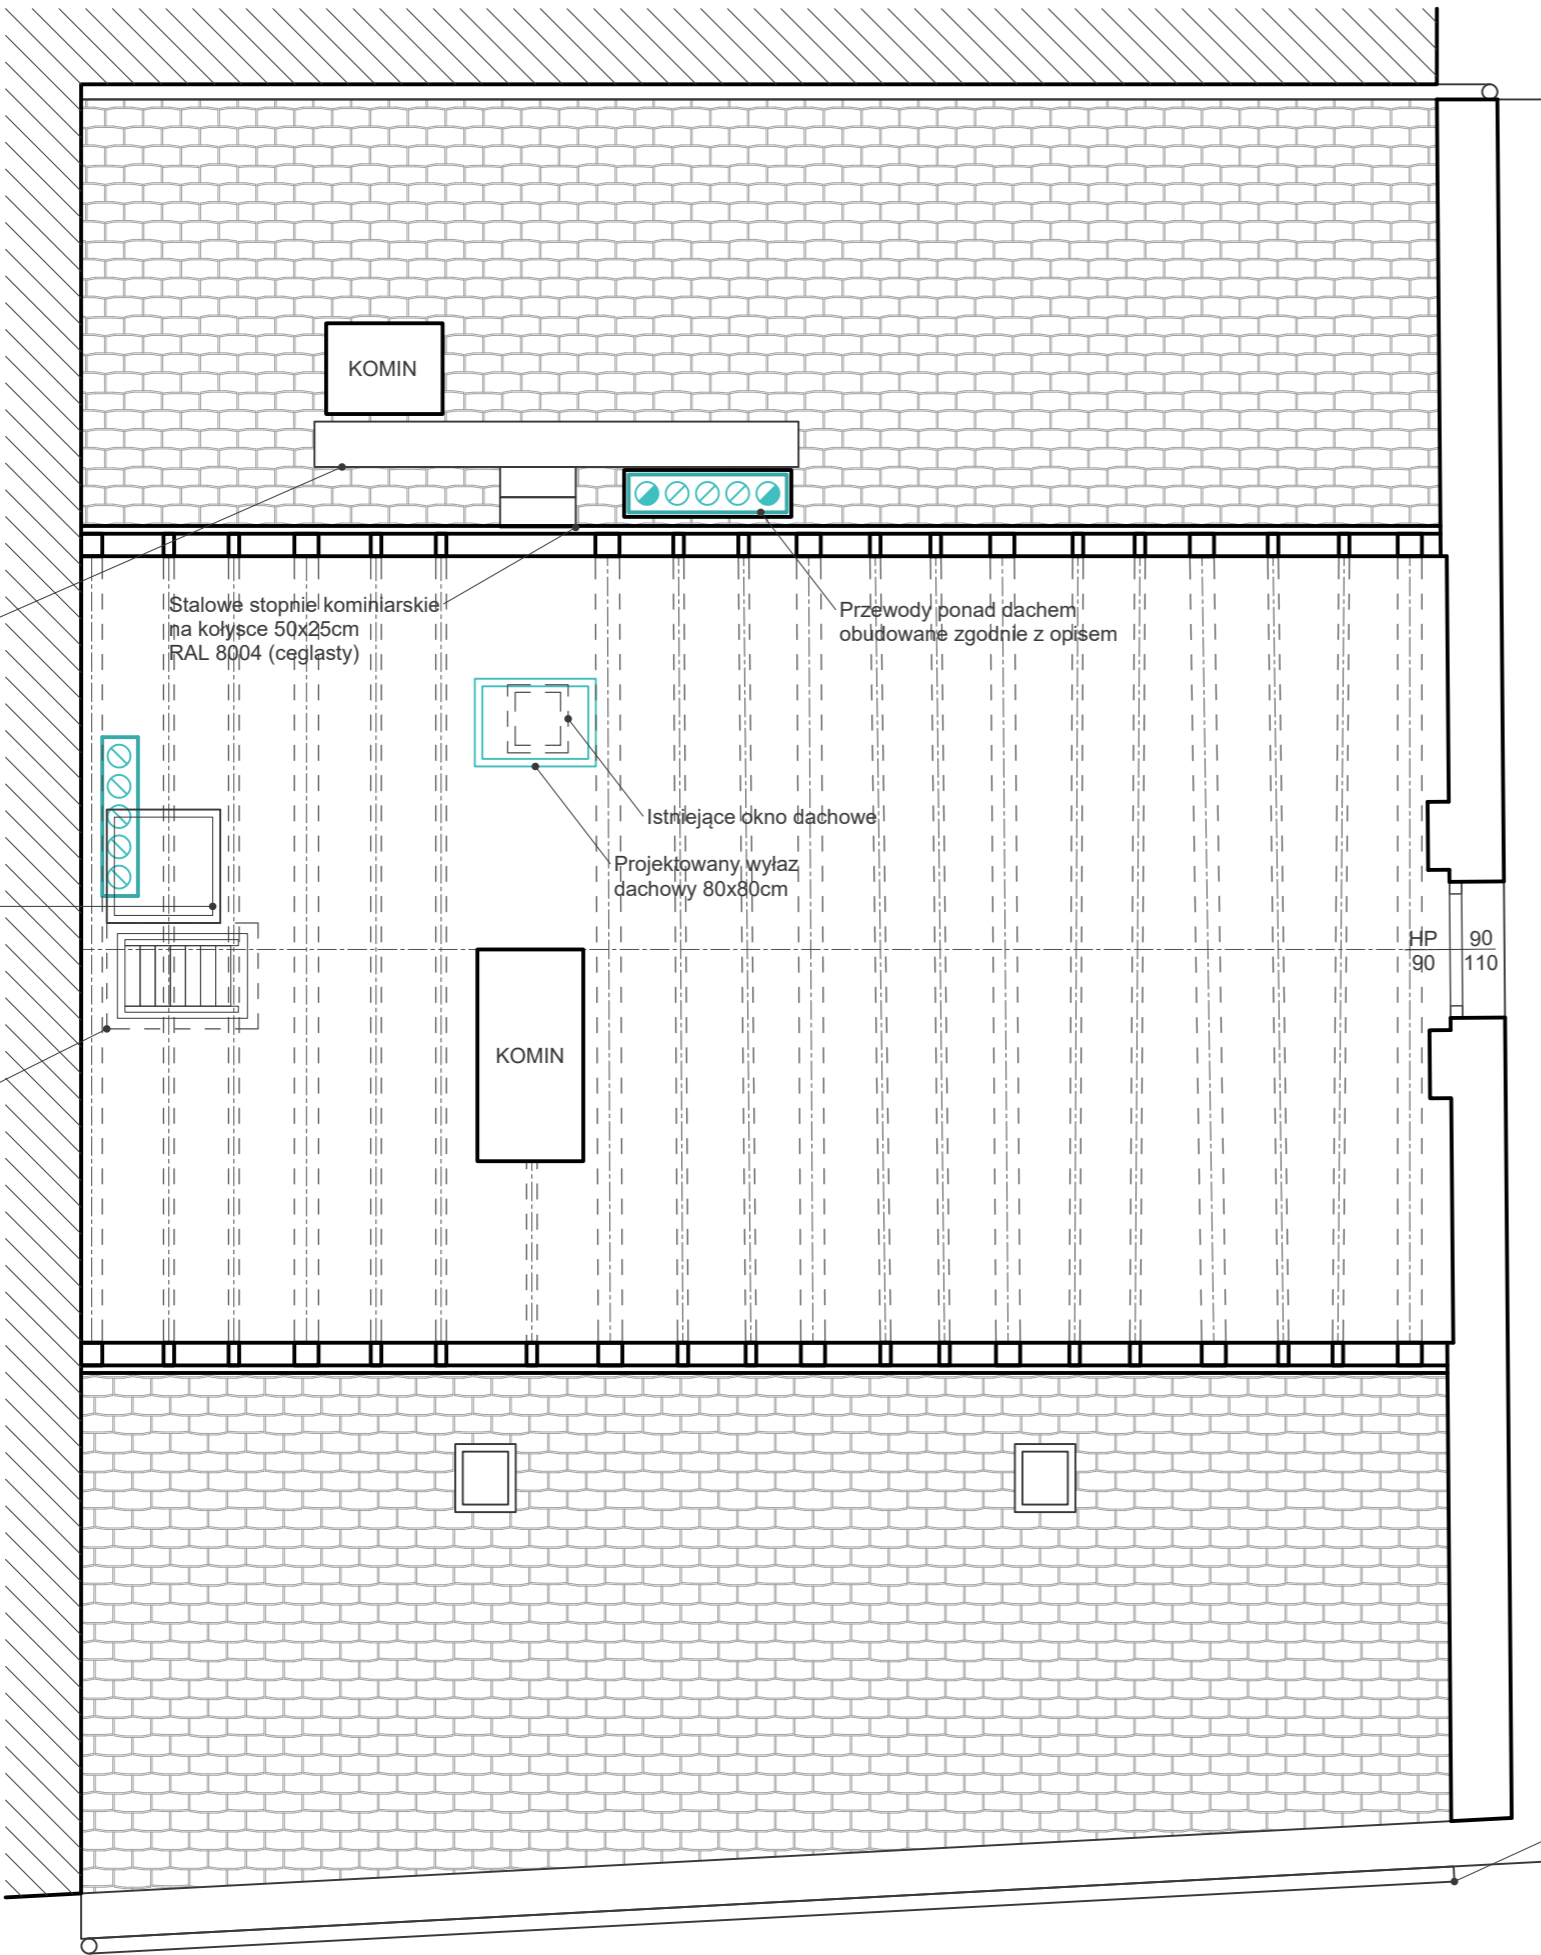 KOMIN
Stalowe stopnie kominiarskie
na kołysce 50x25cm
RAL 8004 (ceglasty)
Przewody ponad dachem
obudowane zgodnie z opisem
Istniejące okno dachowe
Projektowany wyłaz
dachowy 80x80cm
HP 90
90 110
KOMIN